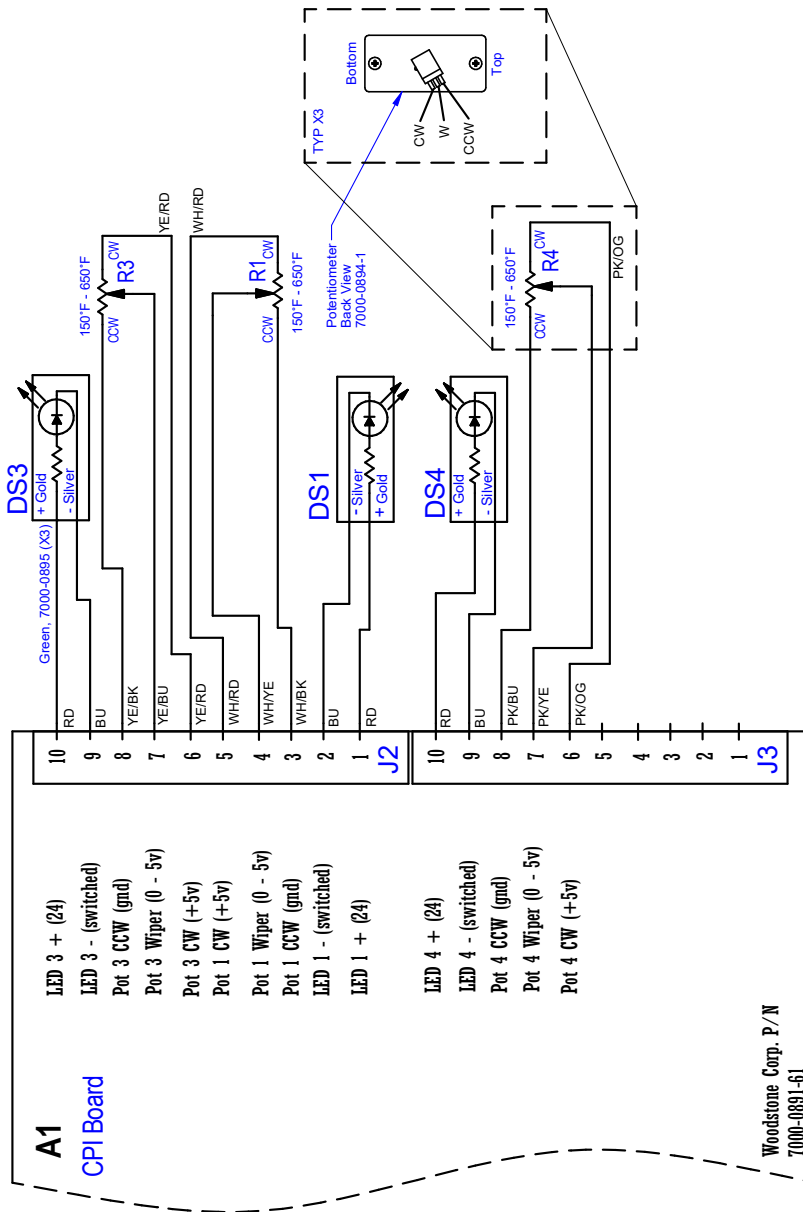 A1
CPI Board
Woodstone Corp. P/N
7000-0891-61
LED 3 + (24)
LED 3 - (switched)
Pot 3 CCW (gnd)
Pot 3 Wiper (0 - 5v)
Pot 3 CW (+5v)
Pot 1 CW (+5v)
Pot 1 Wiper (0 - 5v)
Pot 1 CCW (gnd)
LED 1 - (switched)
LED 1 + (24)
LED 4 + (24)
LED 4 - (switched)
Pot 4 CCW (gnd)
Pot 4 Wiper (0 - 5v)
Pot 4 CW (+5v)
10
9
8
7
6
5
4
3
2
1
J2
10
9
8
7
6
5
4
3
2
1
J3
RD
BU
YE/BK
YE/BU
YE/RD
WH/RD
WH/YE
WH/BK
BU
RD
RD
BU
PK/BU
PK/YE
PK/OG
Green, 7000-0895 (X3)
DS3
+ Gold
- Silver
DS1
- Silver
+ Gold
DS4
+ Gold
- Silver
150°F - 650°F
CCW
R3
CW
YE/RD
WH/RD
CCW
R1
CW
150°F - 650°F
150°F - 650°F
CCW
R4
CW
PK/OG
Potentiometer
Back View
7000-0894-1
TYP X3
Bottom
Top
CW
W
CCW